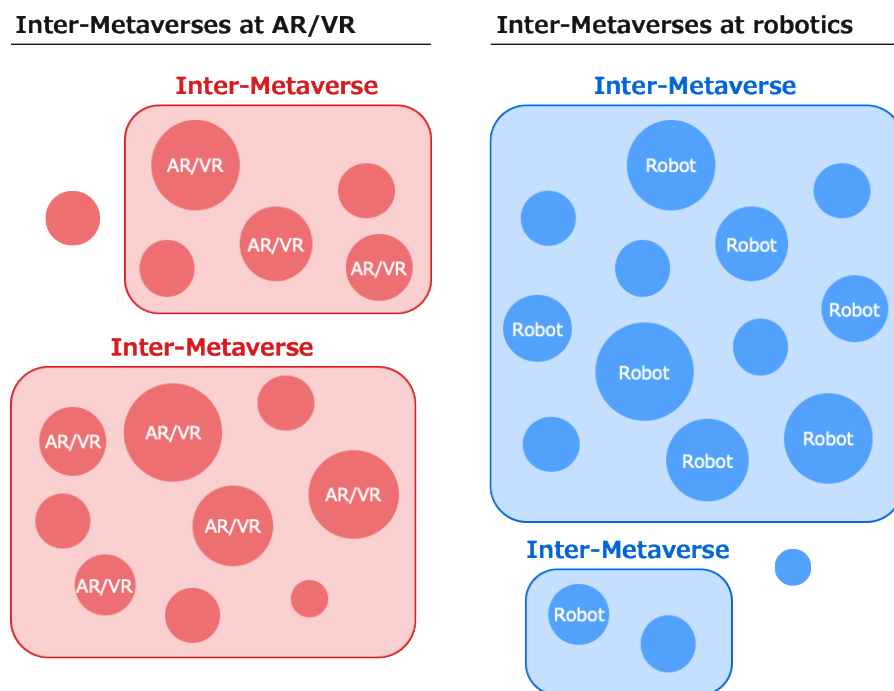 Inter-Metaverses at AR/VR
Inter-Metaverse
AR/VR
AR/VR
AR/VR
Inter-Metaverse
AR/VR
AR/VR
AR/VR
AR/VR
AR/VR
Inter-Metaverses at robotics
Inter-Metaverse
Robot
Robot
Robot
Robot
Robot
Robot
Robot
Inter-Metaverse
Robot